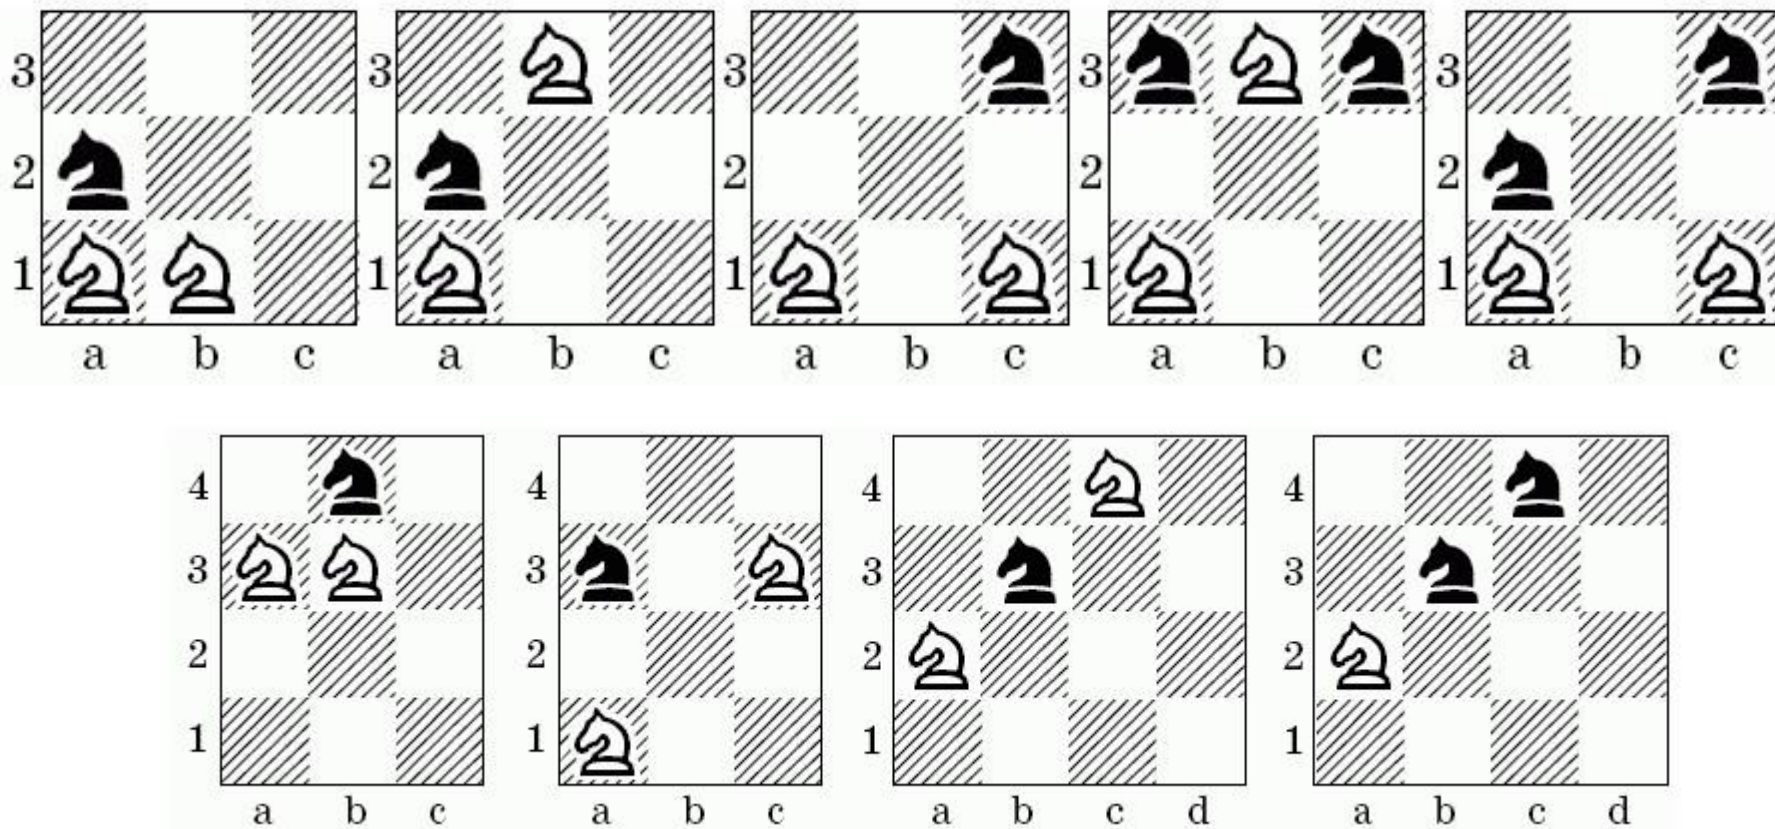 3 3 3 3 3
2 2 2 2 2
1 1 1 1 1
a b c a b c a b c a b c a b c
4 4 4 4
3 3 3 3
2 2 2 2
1 1 1 1
a b c a b c a b c d a b c d